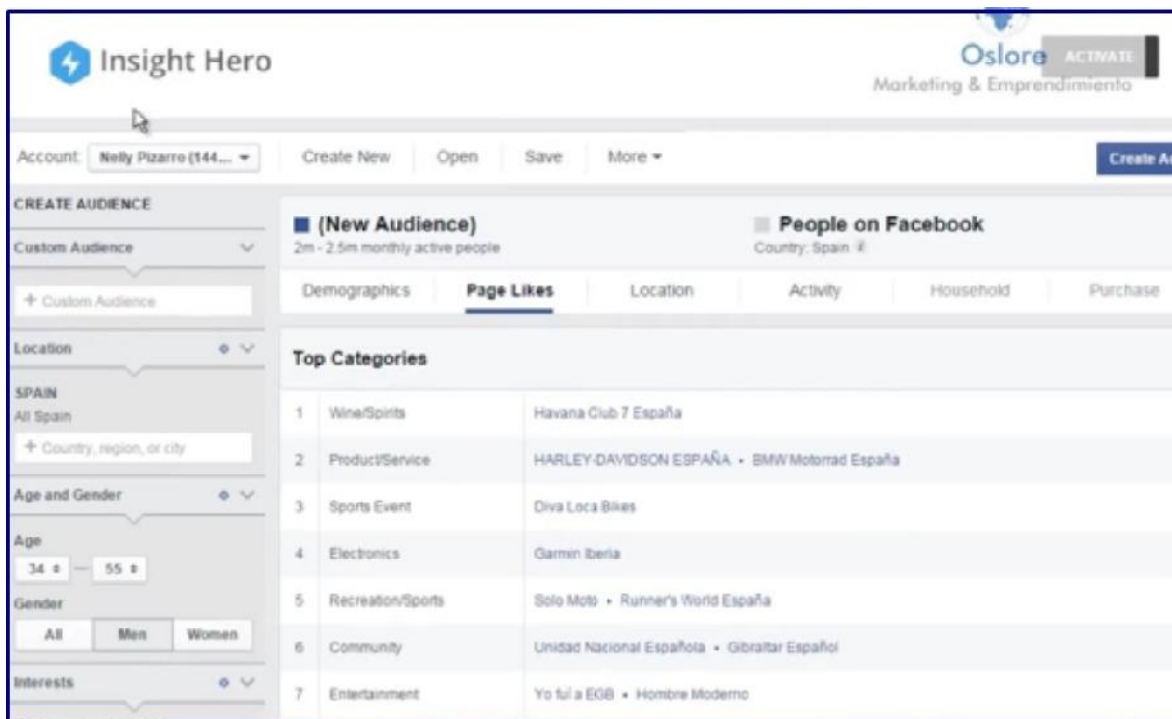 Insight Hero
Oslore
ACTIVATE
Marketing & Emprendimiento
Account: Nelly Pizarro (144... Create New Open Save More
CREATE AUDIENCE
Custom Audience
+ Custom Audience
Location
SPAIN
All Spain
+ Country, region, or city
Age and Gender
Age
34 — 55
Gender
All Men Women
Interests
(New Audience)
2m - 2.5m monthly active people
People on Facebook
Country: Spain
Demographics Page Likes Location Activity Household Purchase
Top Categories
1 Wine/Spirits Havana Club 7 España
2 Product/Service HARLEY-DAVIDSON ESPAÑA • BMW Motorrad España
3 Sports Event Diva Loca Bikes
4 Electronics Garmin Iberia
5 Recreation/Sports Solo Moto • Runner's World España
6 Community Unidad Nacional Española • Gibraltar Español
7 Entertainment Yo fuí a EGB • Hombre Moderno